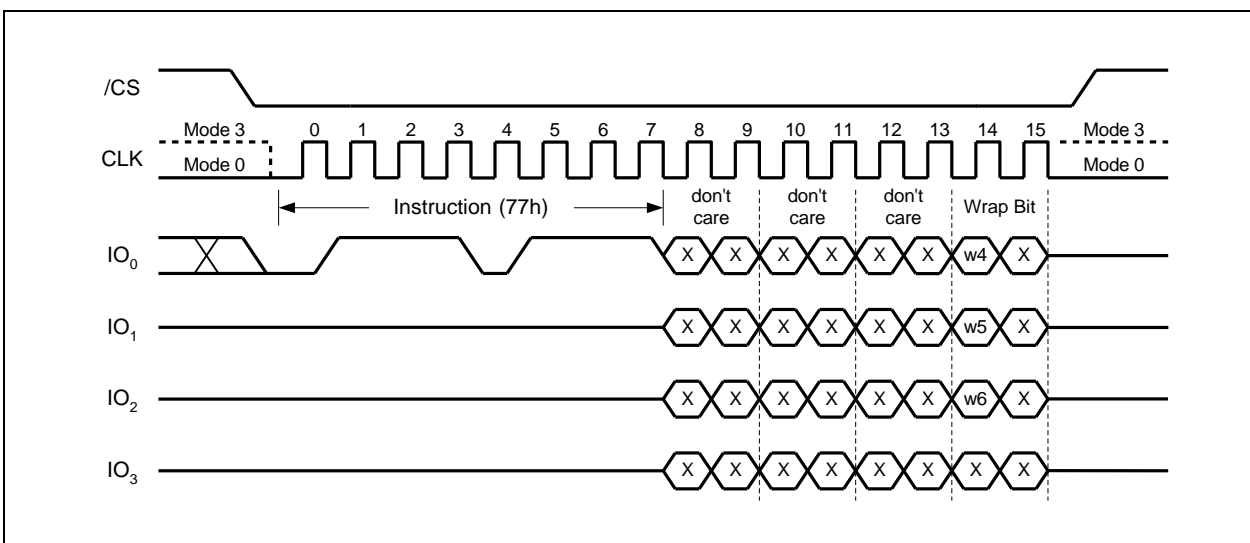 /CS
Mode 3 0 1 2 3 4 5 6 7 8 9 10 11 12 13 14 15 Mode 3
CLK
Mode 0 Mode 0
Instruction (77h)
don't care
don't care
don't care
Wrap Bit
IO0 X X X X X X w4 X
IO1 X X X X X X w5 X
IO2 X X X X X X w6 X
IO3 X X X X X X X X